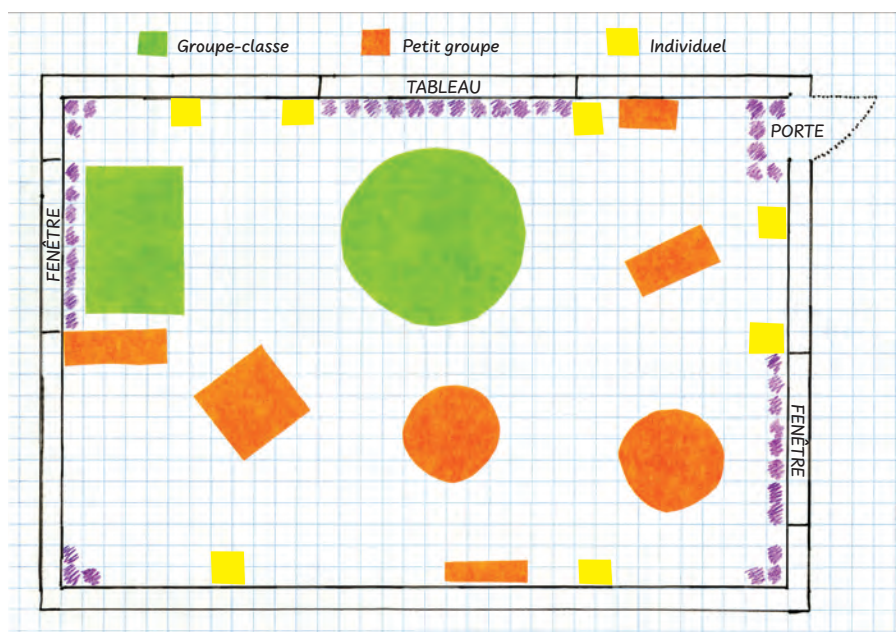 Groupe-classe
Petit groupe
Individuel
TABLEAU
PORTE
FENÊTRE
FENÊTRE